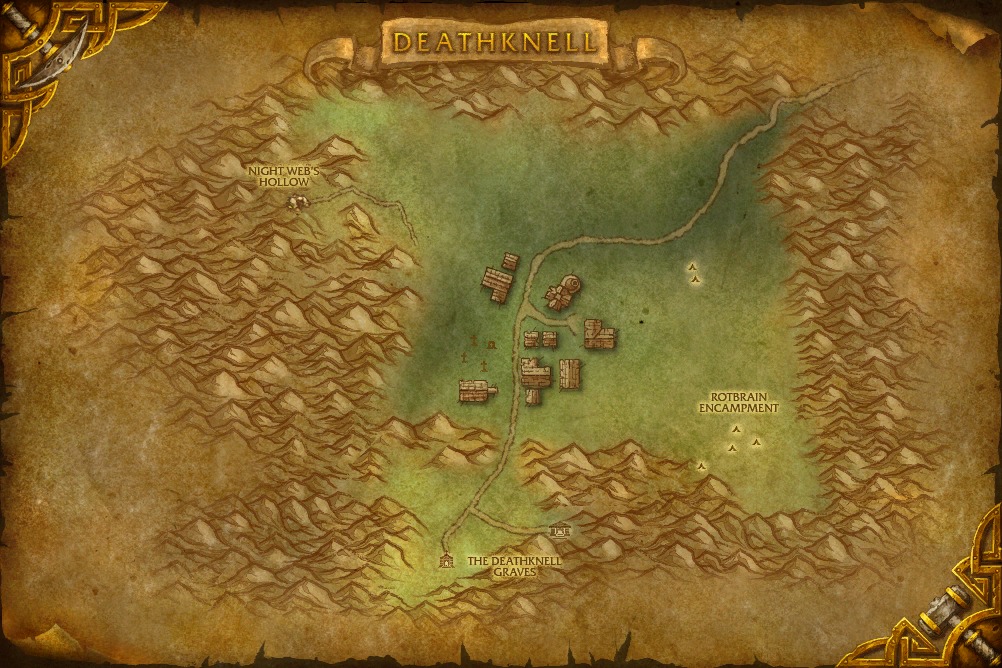 DEATHKNELL
NIGHT WEB'S
HOLLOW
ROTBRAIN
ENCAMPMENT
THE DEATHKNELL
GRAVES